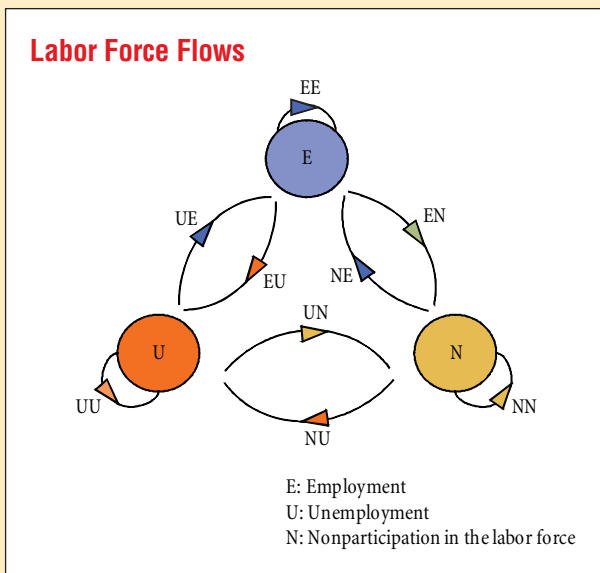 Labor Force Flows
EE
E
UE
EN
EU
NE
UN
U
N
UU
NN
NU
E: Employment
U: Unemployment
N: Nonparticipation in the labor force